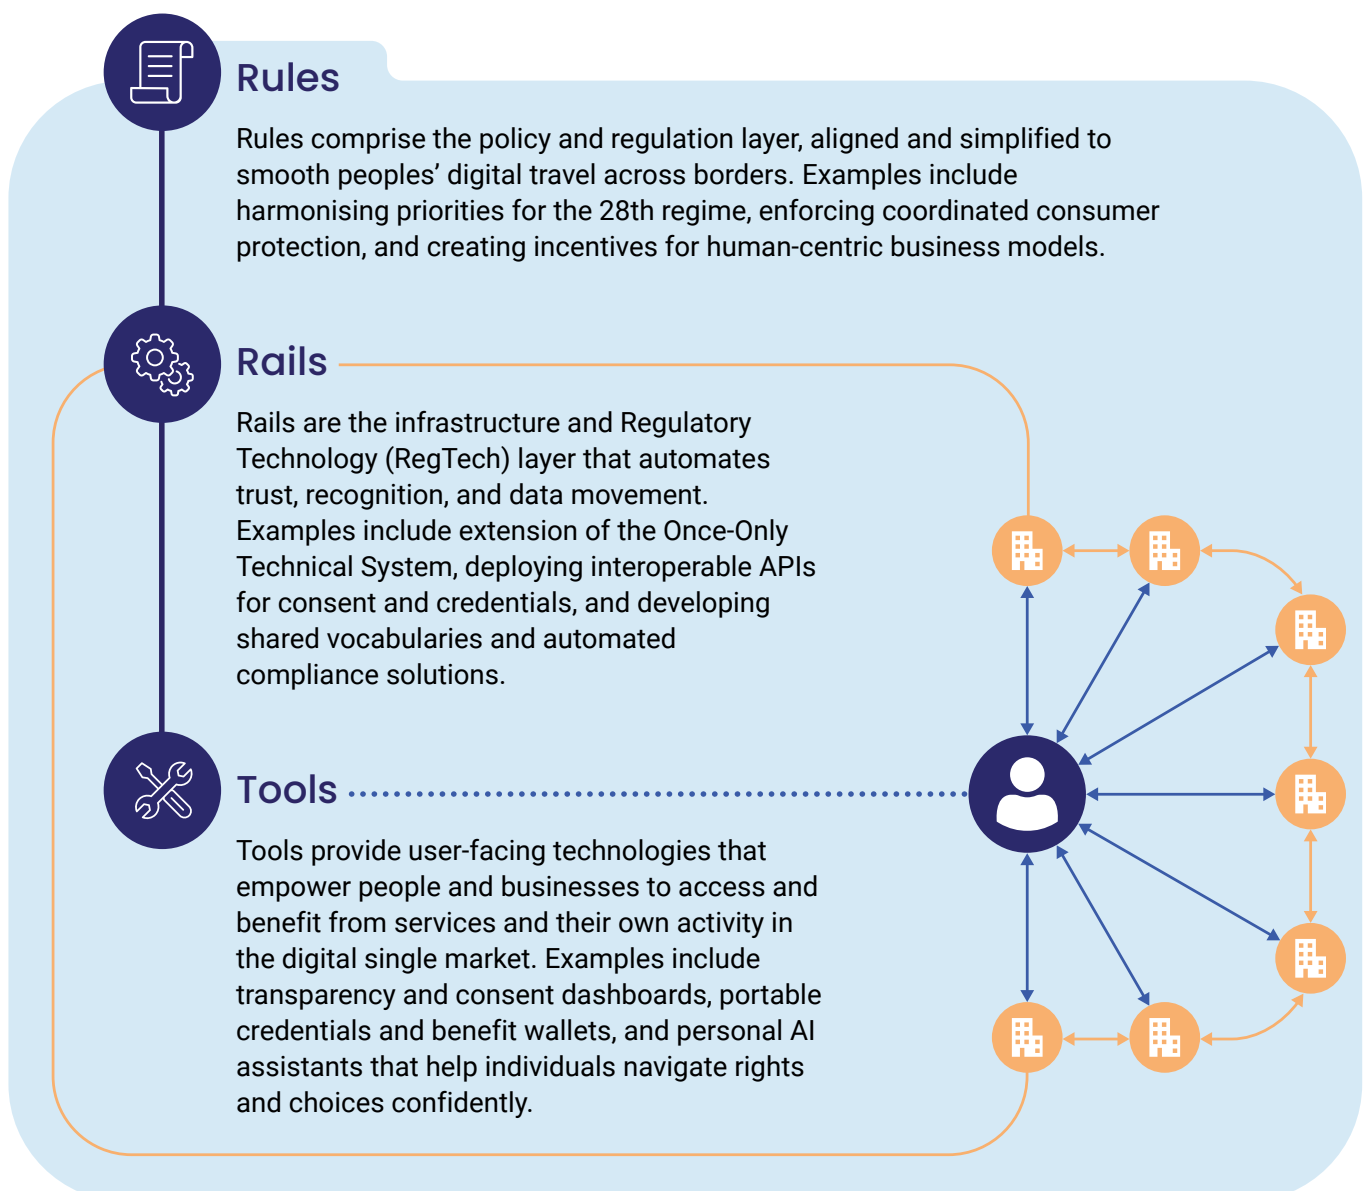 Rules
Rules comprise the policy and regulation layer, aligned and simplified to
smooth peoples’ digital travel across borders. Examples include
harmonising priorities for the 28th regime, enforcing coordinated consumer
protection, and creating incentives for human-centric business models.
Rails
Rails are the infrastructure and Regulatory
Technology (RegTech) layer that automates
trust, recognition, and data movement.
Examples include extension of the Once-Only
Technical System, deploying interoperable APIs
for consent and credentials, and developing
shared vocabularies and automated
compliance solutions.
Tools
Tools provide user-facing technologies that
empower people and businesses to access and
benefit from services and their own activity in
the digital single market. Examples include
transparency and consent dashboards, portable
credentials and benefit wallets, and personal AI
assistants that help individuals navigate rights
and choices confidently.